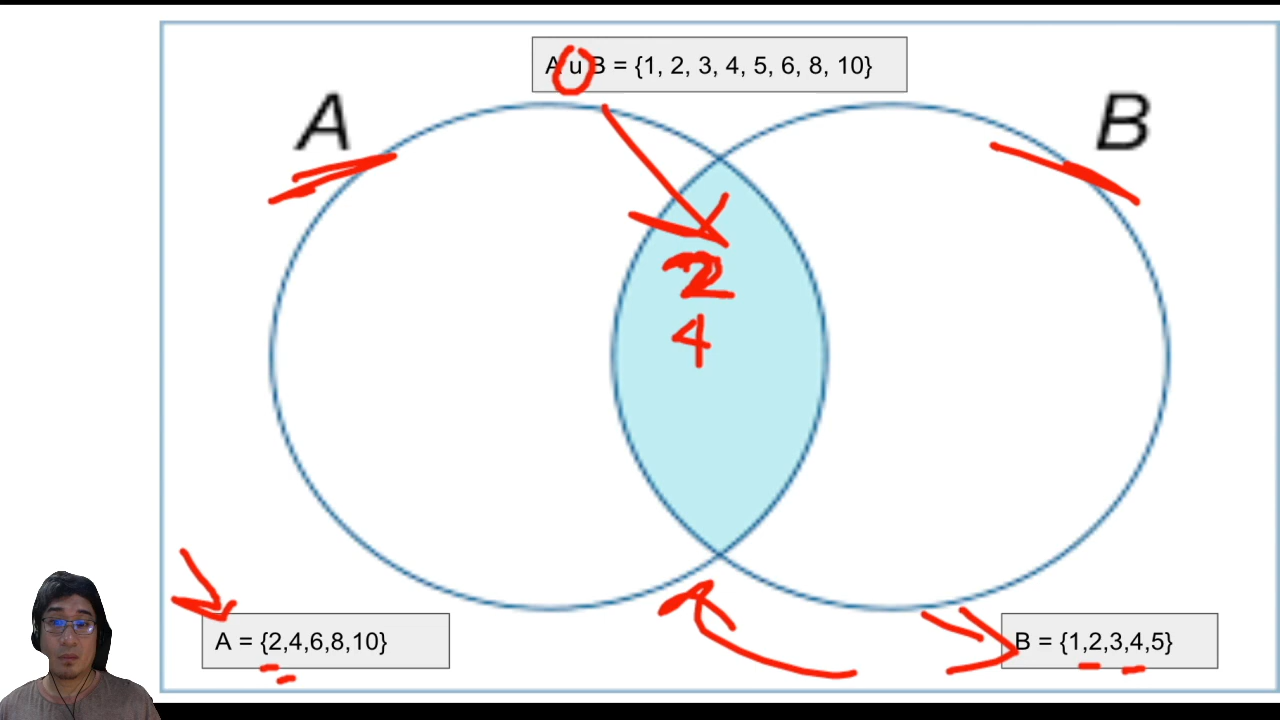 A u B = {1, 2, 3, 4, 5, 6, 8, 10}
A
B
2
4
A = {2,4,6,8,10}
B = {1,2,3,4,5}